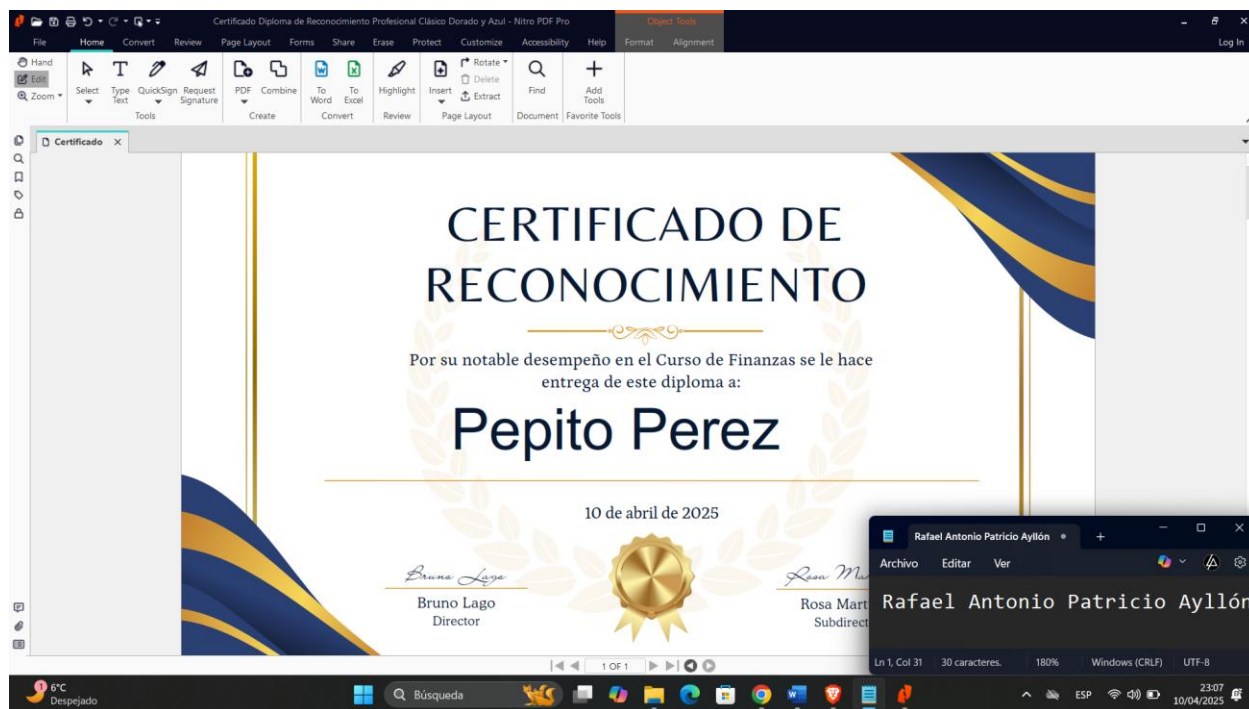 Certificado Diploma de Reconocimiento Profesional Clásico Dorado y Azul - Nitro PDF Pro
Object Tools
File Home Convert Review Page Layout Forms Share Erase Protect Customize Accessibility Help Format Alignment
Log In
Hand
Edit
Zoom
Select
Type Text
QuickSign
Request Signature
Tools
PDF
Combine
Create
To Word
To Excel
Convert
Highlight
Review
Insert
Rotate
Delete
Extract
Page Layout
Find
Document
Add Tools
Favorite Tools
Certificado
CERTIFICADO DE
RECONOCIMIENTO
Por su notable desempeño en el Curso de Finanzas se le hace
entrega de este diploma a:
Pepito Perez
10 de abril de 2025
Bruno Lago
Bruno Lago
Director
Rosa Mar
Rosa Mart
Subdirect
Rafael Antonio Patricio Ayllón
Archivo Editar Ver
Rafael Antonio Patricio Ayllón
Ln 1, Col 31 30 caracteres. 180% Windows (CRLF) UTF-8
1 OF 1
1
6°C
Despejado
Búsqueda
ESP
23:07
10/04/2025